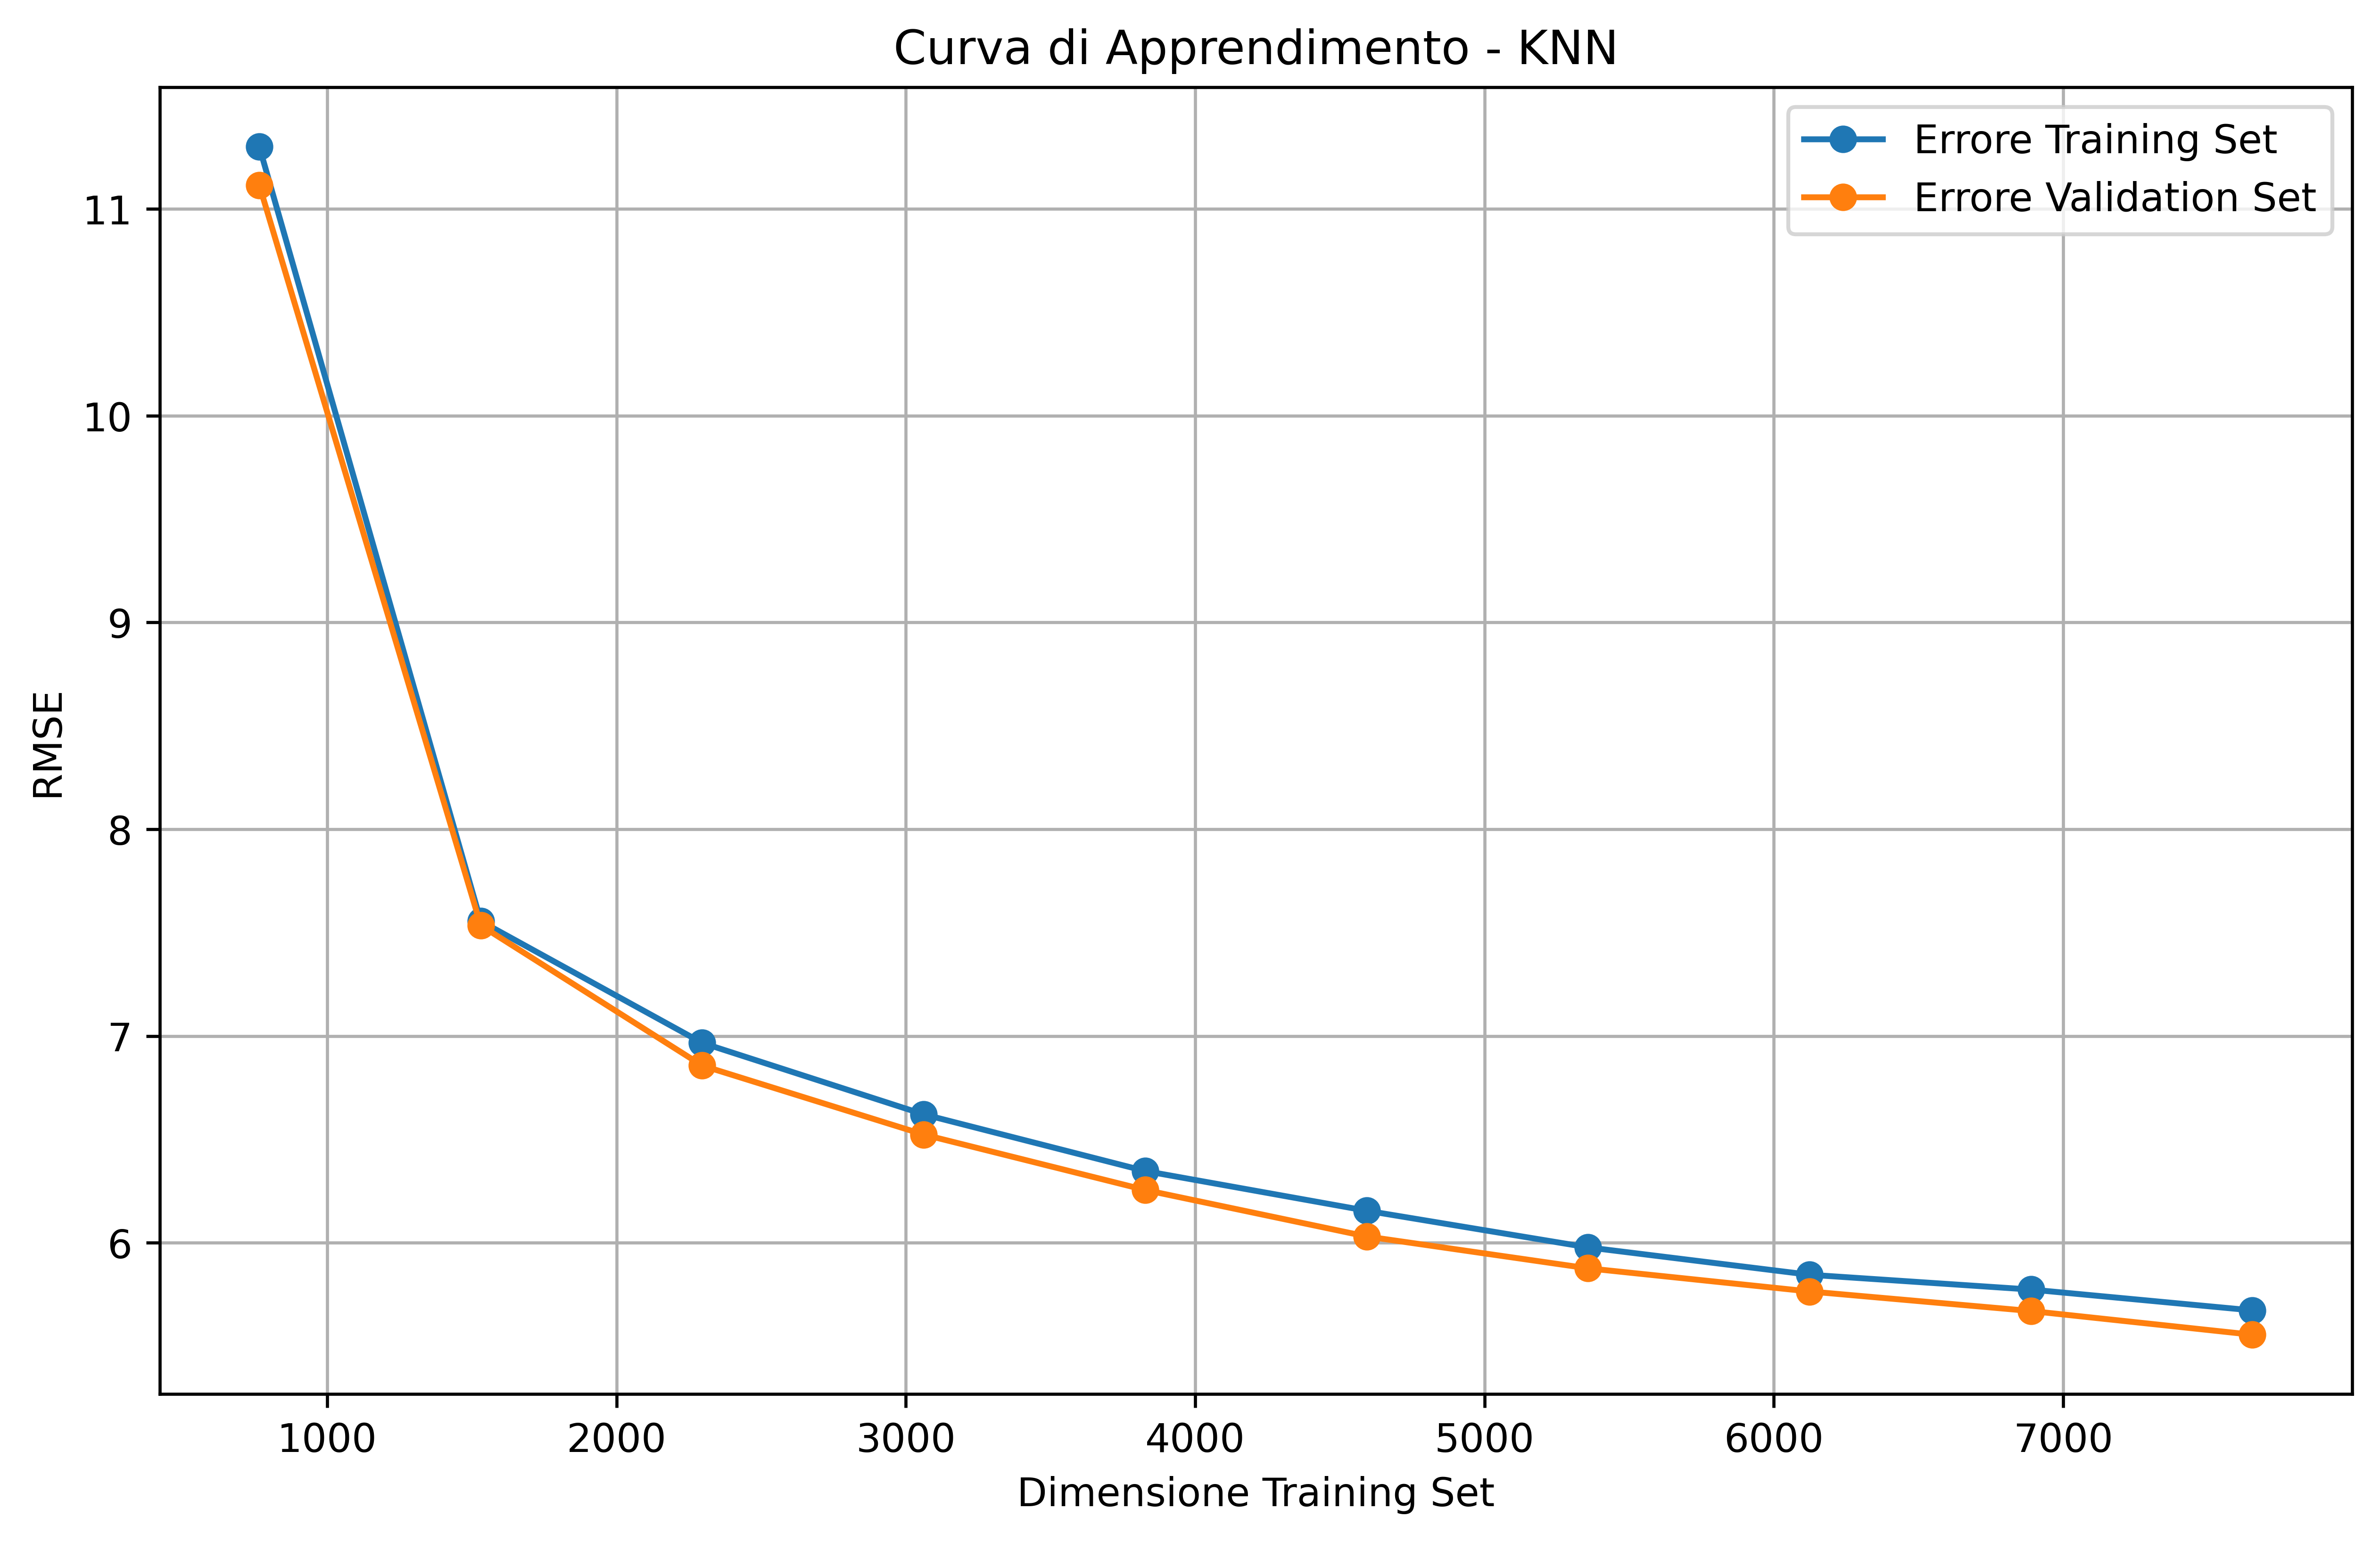 Curva di Apprendimento - KNN
Errore Training Set
Errore Validation Set
11
10
9
8
7
6
RMSE
1000 2000 3000 4000 5000 6000 7000
Dimensione Training Set